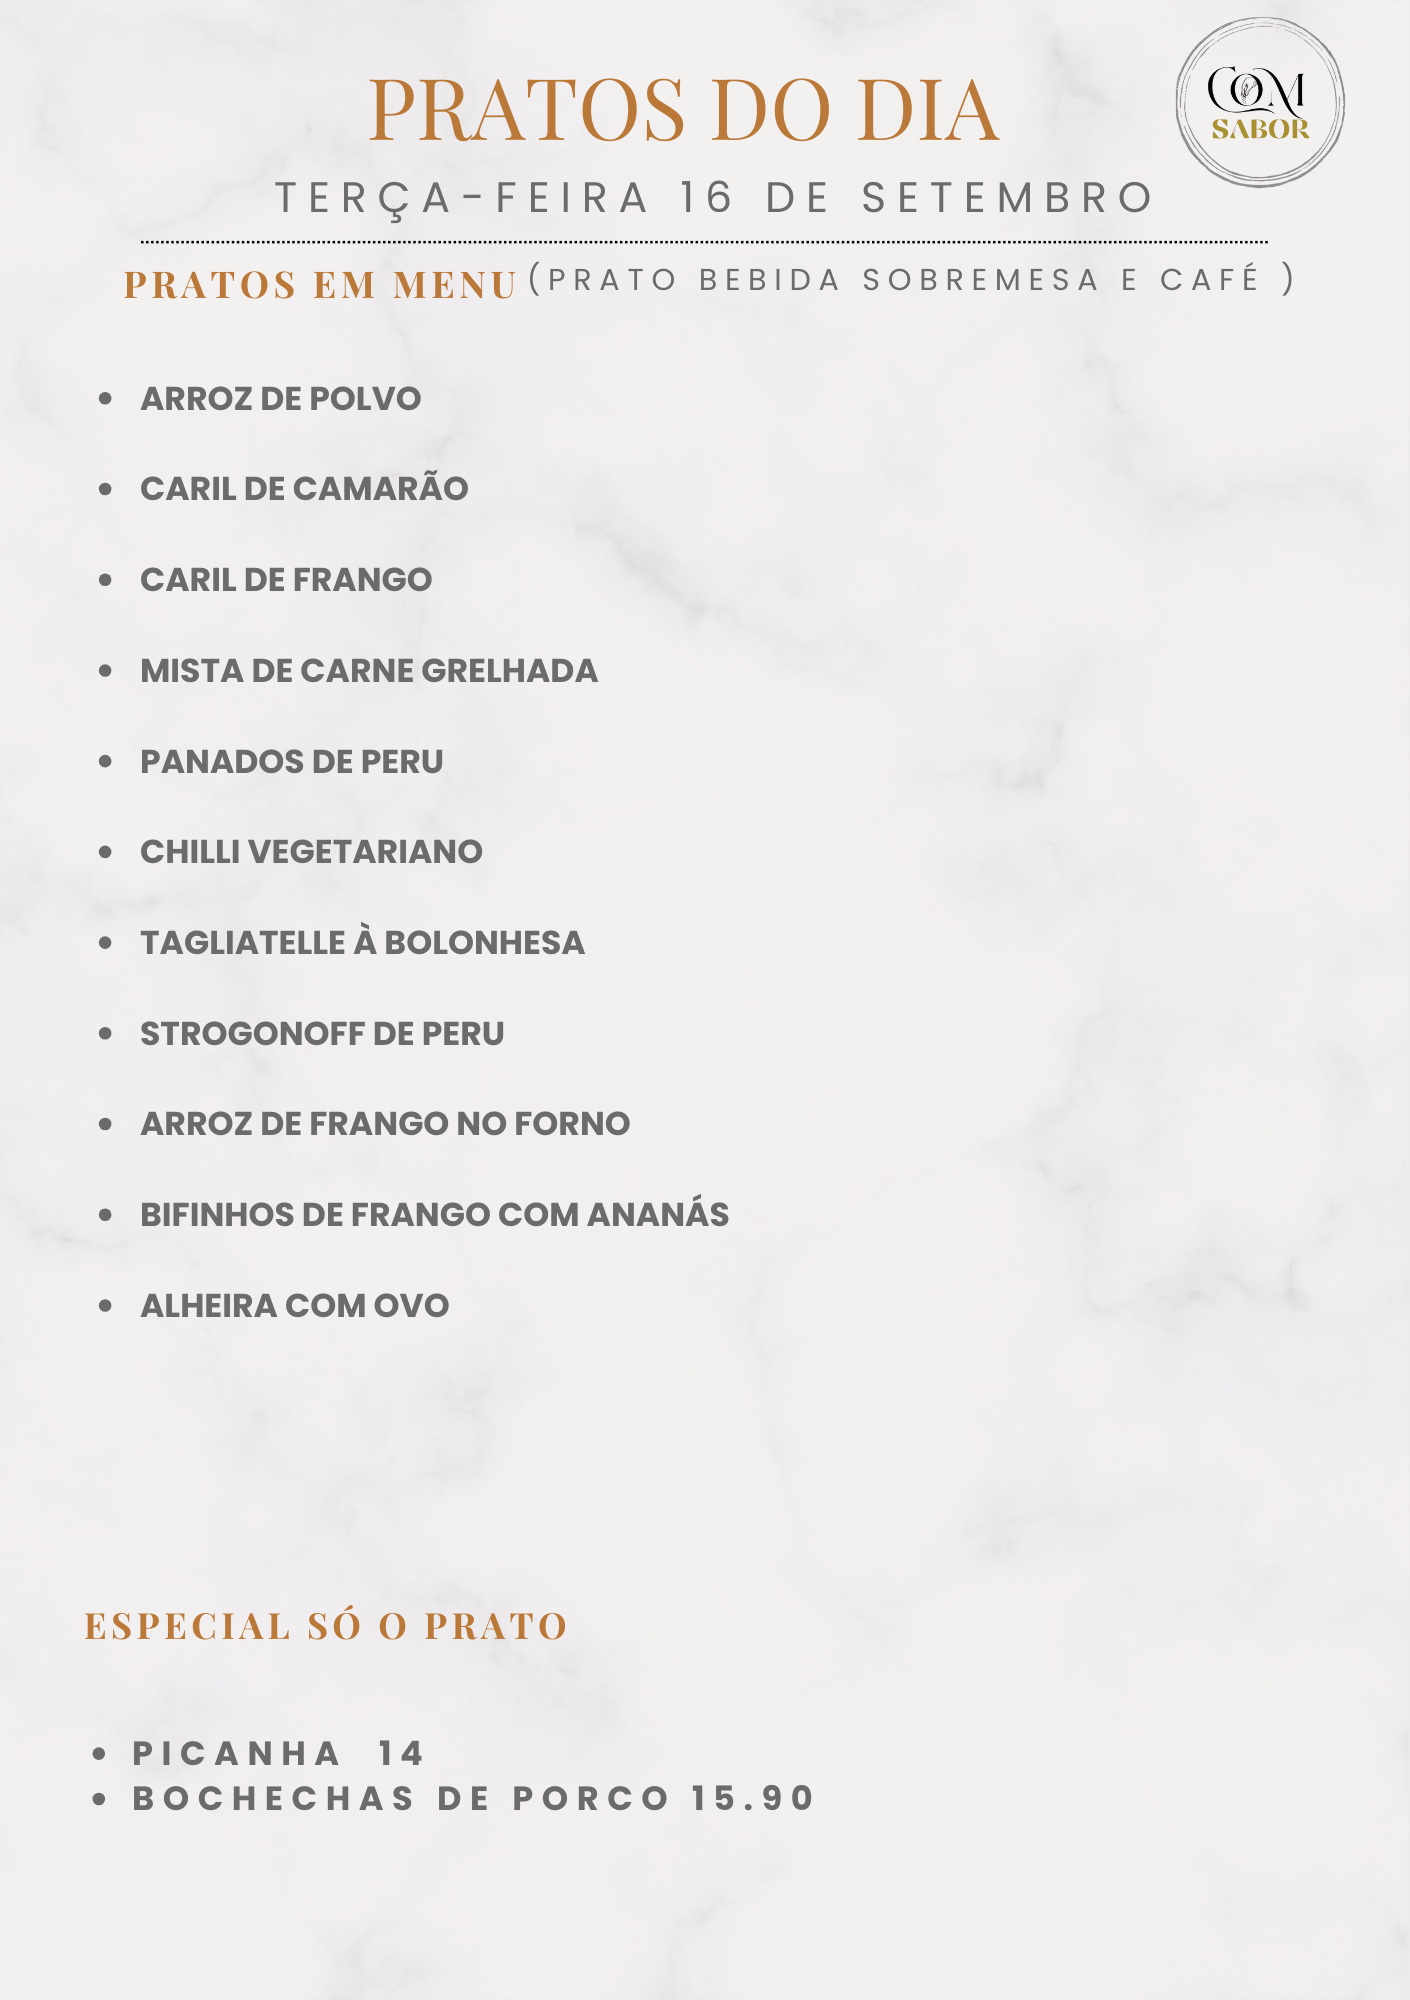 COM
SABOR
PRATOS DO DIA
TERÇA-FEIRA 16 DE SETEMBRO
PRATOS EM MENU (PRATO BEBIDA SOBREMESA E CAFÉ )
• ARROZ DE POLVO
• CARIL DE CAMARÃO
• CARIL DE FRANGO
• MISTA DE CARNE GRELHADA
• PANADOS DE PERU
• CHILLI VEGETARIANO
• TAGLIATELLE À BOLONHESA
• STROGONOFF DE PERU
• ARROZ DE FRANGO NO FORNO
• BIFINHOS DE FRANGO COM ANANÁS
• ALHEIRA COM OVO
ESPECIAL SÓ O PRATO
• PICANHA 14
• BOCHECHAS DE PORCO 15.90